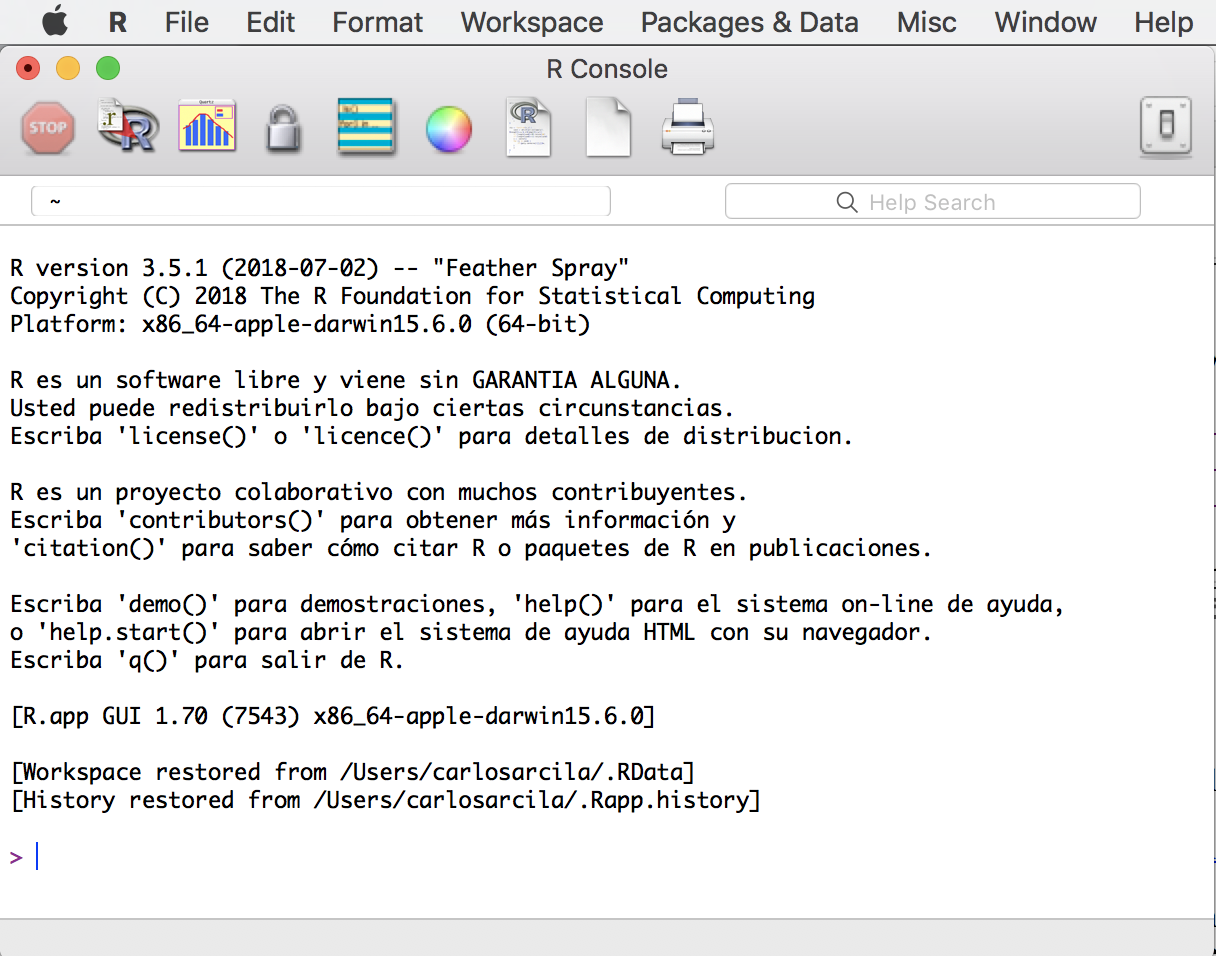 R File Edit Format Workspace Packages & Data Misc Window Help
R Console
STOP
Quartz
~
Help Search
R version 3.5.1 (2018-07-02) -- "Feather Spray"
Copyright (C) 2018 The R Foundation for Statistical Computing
Platform: x86_64-apple-darwin15.6.0 (64-bit)
R es un software libre y viene sin GARANTIA ALGUNA.
Usted puede redistribuirlo bajo ciertas circunstancias.
Escriba 'license()' o 'licence()' para detalles de distribucion.
R es un proyecto colaborativo con muchos contribuyentes.
Escriba 'contributors()' para obtener más información y
'citation()' para saber cómo citar R o paquetes de R en publicaciones.
Escriba 'demo()' para demostraciones, 'help()' para el sistema on-line de ayuda,
o 'help.start()' para abrir el sistema de ayuda HTML con su navegador.
Escriba 'q()' para salir de R.
[R.app GUI 1.70 (7543) x86_64-apple-darwin15.6.0]
[Workspace restored from /Users/carlosarcila/.RData]
[History restored from /Users/carlosarcila/.Rapp.history]
>